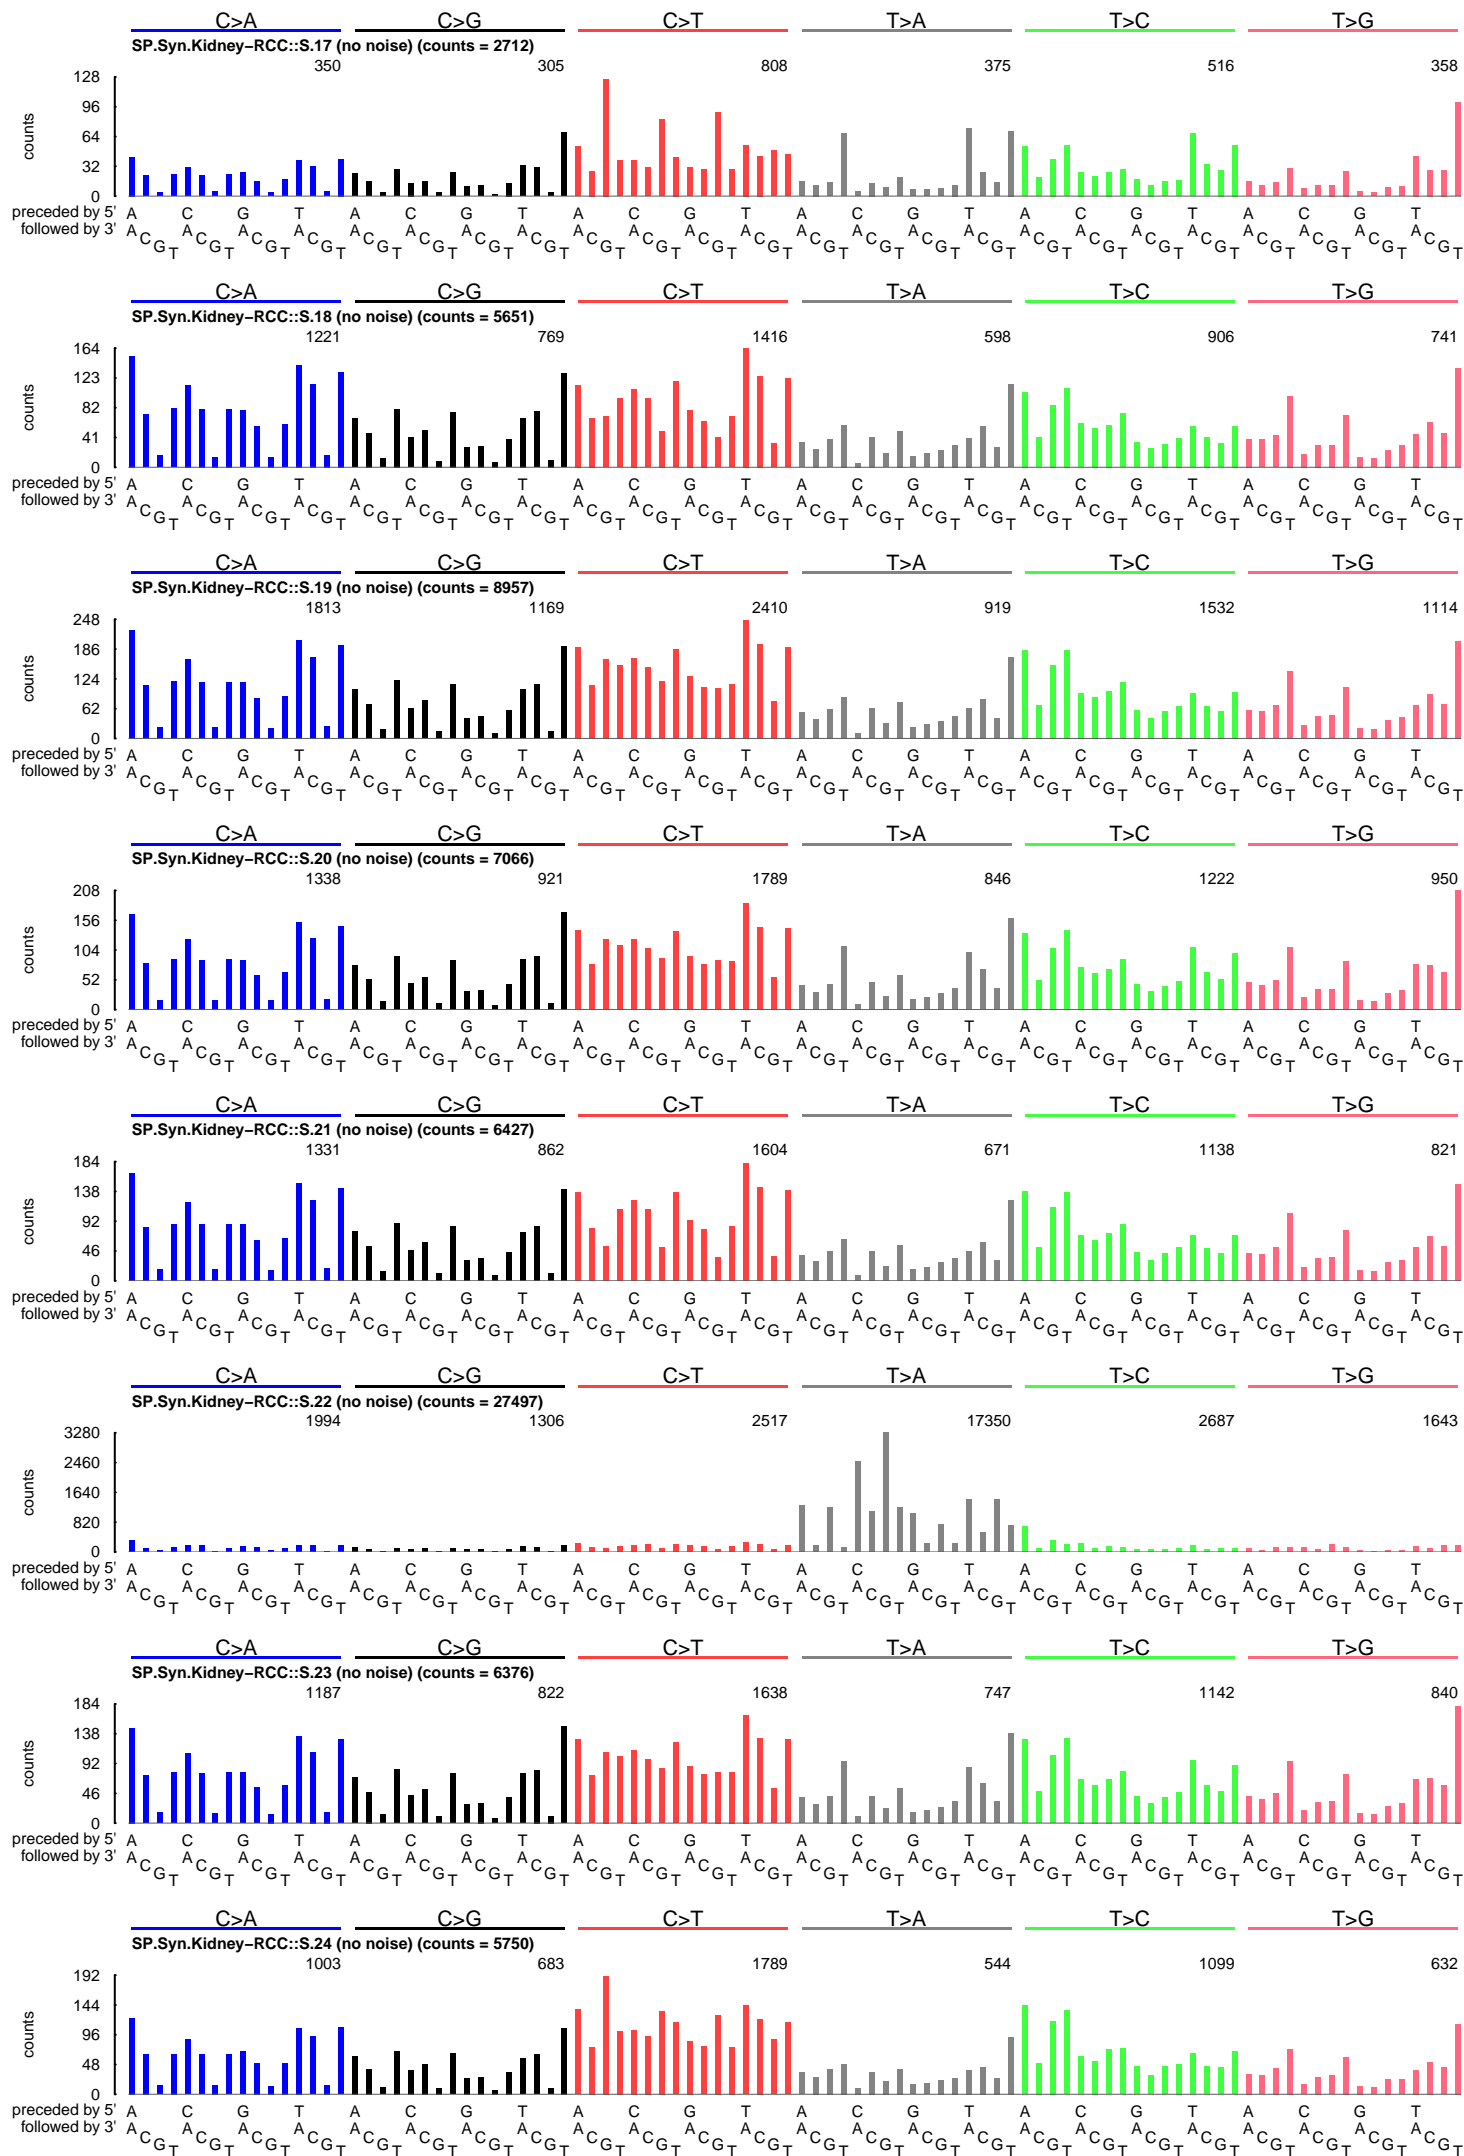 C>A C>G C>T T>A T>C T>G
SP.Syn.Kidney−RCC::S.17 (no noise) (counts = 2712)
350 305 808 375 516 358
128
96
64
32
0
counts
preceded by 5' A C G T A C G T A C G T A C G T A C G T A C G T
followed by 3' A C G T A C G T A C G T A C G T A C G T A C G T A C G T A C G T A C G T A C G T A C G T A C G T A C G T A C G T A C G T A C G T A C G T A C G T A C G T A C G T A C G T A C G T A C G T A C G T
C>A C>G C>T T>A T>C T>G
SP.Syn.Kidney−RCC::S.18 (no noise) (counts = 5651)
1221 769 1416 598 906 741
164
123
82
41
0
counts
preceded by 5' A C G T A C G T A C G T A C G T A C G T A C G T
followed by 3' A C G T A C G T A C G T A C G T A C G T A C G T A C G T A C G T A C G T A C G T A C G T A C G T A C G T A C G T A C G T A C G T A C G T A C G T A C G T A C G T A C G T A C G T A C G T A C G T
C>A C>G C>T T>A T>C T>G
SP.Syn.Kidney−RCC::S.19 (no noise) (counts = 8957)
1813 1169 2410 919 1532 1114
248
186
124
62
0
counts
preceded by 5' A C G T A C G T A C G T A C G T A C G T A C G T
followed by 3' A C G T A C G T A C G T A C G T A C G T A C G T A C G T A C G T A C G T A C G T A C G T A C G T A C G T A C G T A C G T A C G T A C G T A C G T A C G T A C G T A C G T A C G T A C G T A C G T
C>A C>G C>T T>A T>C T>G
SP.Syn.Kidney−RCC::S.20 (no noise) (counts = 7066)
1338 921 1789 846 1222 950
208
156
104
52
0
counts
preceded by 5' A C G T A C G T A C G T A C G T A C G T A C G T
followed by 3' A C G T A C G T A C G T A C G T A C G T A C G T A C G T A C G T A C G T A C G T A C G T A C G T A C G T A C G T A C G T A C G T A C G T A C G T A C G T A C G T A C G T A C G T A C G T A C G T
C>A C>G C>T T>A T>C T>G
SP.Syn.Kidney−RCC::S.21 (no noise) (counts = 6427)
1331 862 1604 671 1138 821
184
138
92
46
0
counts
preceded by 5' A C G T A C G T A C G T A C G T A C G T A C G T
followed by 3' A C G T A C G T A C G T A C G T A C G T A C G T A C G T A C G T A C G T A C G T A C G T A C G T A C G T A C G T A C G T A C G T A C G T A C G T A C G T A C G T A C G T A C G T A C G T A C G T
C>A C>G C>T T>A T>C T>G
SP.Syn.Kidney−RCC::S.22 (no noise) (counts = 27497)
1994 1306 2517 17350 2687 1643
3280
2460
1640
820
0
counts
preceded by 5' A C G T A C G T A C G T A C G T A C G T A C G T
followed by 3' A C G T A C G T A C G T A C G T A C G T A C G T A C G T A C G T A C G T A C G T A C G T A C G T A C G T A C G T A C G T A C G T A C G T A C G T A C G T A C G T A C G T A C G T A C G T A C G T
C>A C>G C>T T>A T>C T>G
SP.Syn.Kidney−RCC::S.23 (no noise) (counts = 6376)
1187 822 1638 747 1142 840
184
138
92
46
0
counts
preceded by 5' A C G T A C G T A C G T A C G T A C G T A C G T
followed by 3' A C G T A C G T A C G T A C G T A C G T A C G T A C G T A C G T A C G T A C G T A C G T A C G T A C G T A C G T A C G T A C G T A C G T A C G T A C G T A C G T A C G T A C G T A C G T A C G T
C>A C>G C>T T>A T>C T>G
SP.Syn.Kidney−RCC::S.24 (no noise) (counts = 5750)
1003 683 1789 544 1099 632
192
144
96
48
0
counts
preceded by 5' A C G T A C G T A C G T A C G T A C G T A C G T
followed by 3' A C G T A C G T A C G T A C G T A C G T A C G T A C G T A C G T A C G T A C G T A C G T A C G T A C G T A C G T A C G T A C G T A C G T A C G T A C G T A C G T A C G T A C G T A C G T A C G T